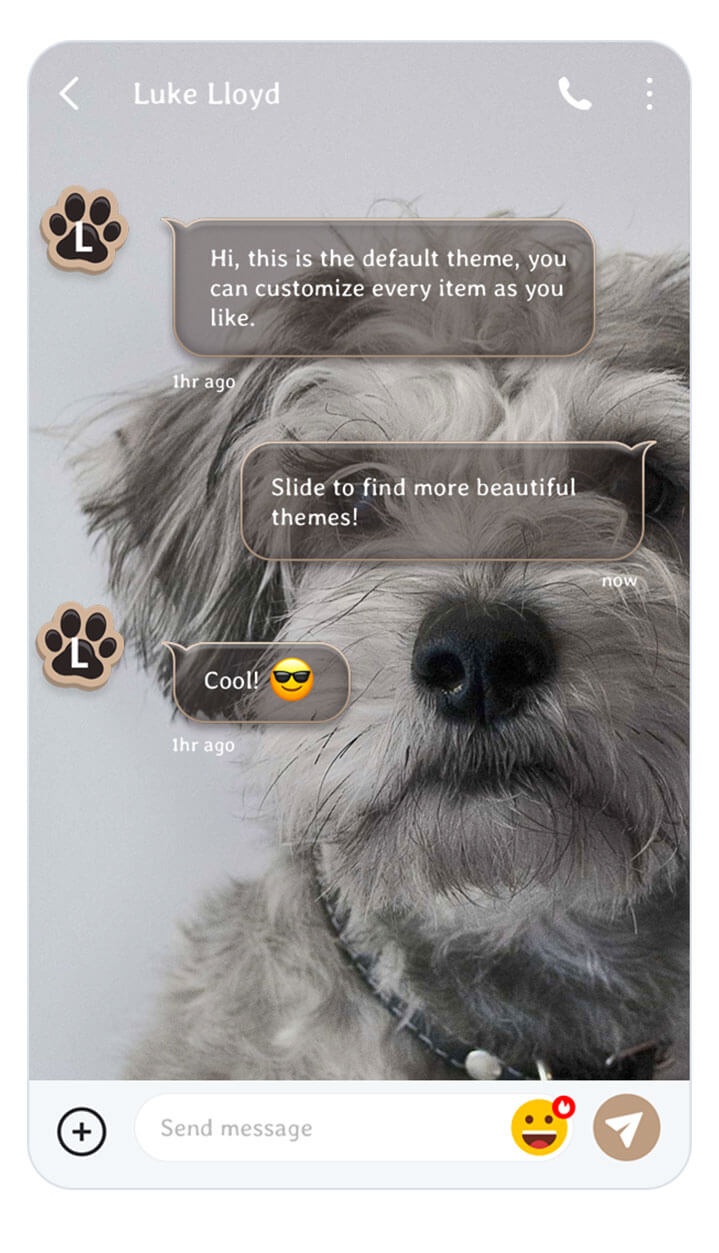 Luke Lloyd
L
Hi, this is the default theme, you
can customize every item as you
like.
1hr ago
Slide to find more beautiful
themes!
now
L
Cool! 😎
1hr ago
Send message